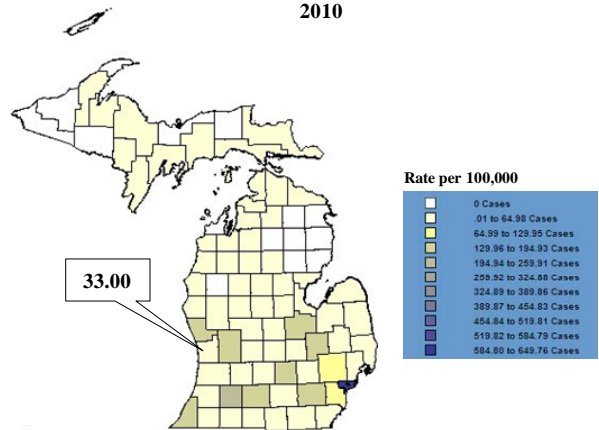 2010
Rate per 100,000
0 Cases
.01 to 64.98 Cases
64.99 to 129.95 Cases
129.96 to 194.93 Cases
194.94 to 259.91 Cases
259.92 to 324.88 Cases
324.89 to 389.86 Cases
389.87 to 454.83 Cases
454.84 to 519.81 Cases
519.82 to 584.79 Cases
584.80 to 649.76 Cases
33.00